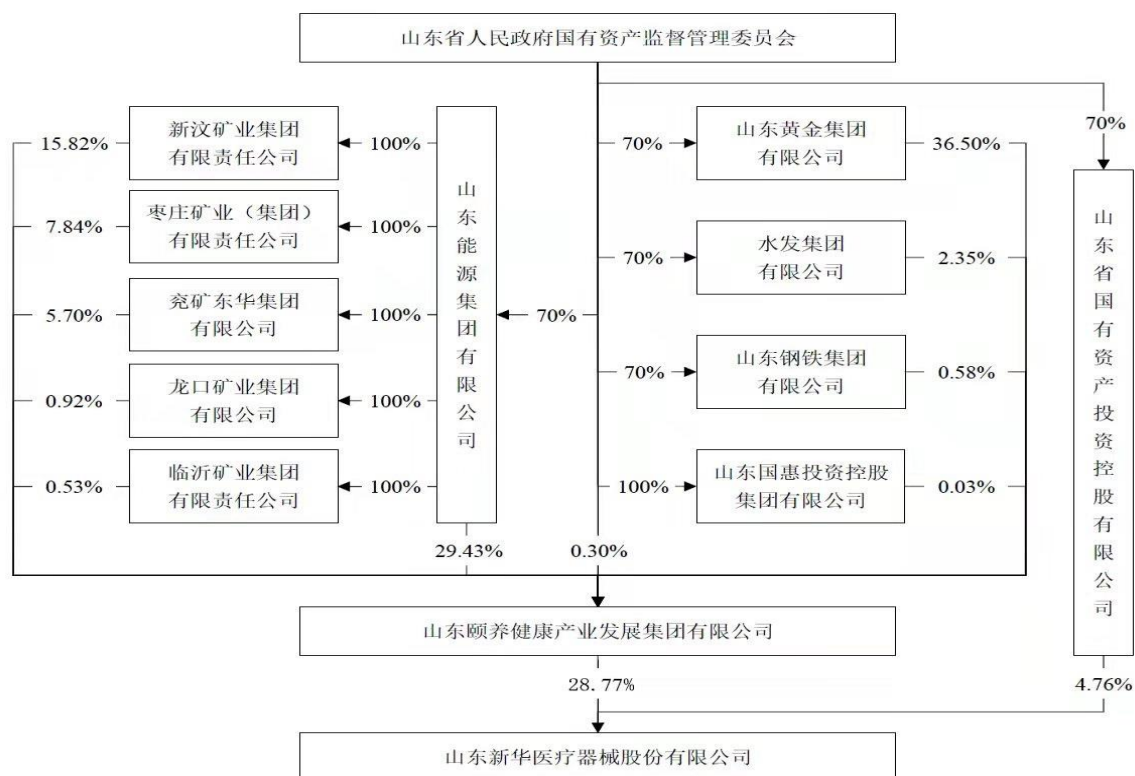 山东省人民政府国有资产监督管理委员会
新汶矿业集团
有限责任公司
15.82%
100%
枣庄矿业（集团）
有限责任公司
7.84%
100%
兖矿东华集团
有限公司
5.70%
100%
龙口矿业集团
有限公司
0.92%
100%
临沂矿业集团
有限责任公司
0.53%
100%
山东能源集团有限公司
70%
29.43%
0.30%
70%
山东黄金集团
有限公司
36.50%
70%
水发集团
有限公司
2.35%
70%
山东钢铁集团
有限公司
0.58%
100%
山东国惠投资控股
集团有限公司
0.03%
70%
山东省国有资产投资控股有限公司
山东颐养健康产业发展集团有限公司
28.77%
4.76%
山东新华医疗器械股份有限公司